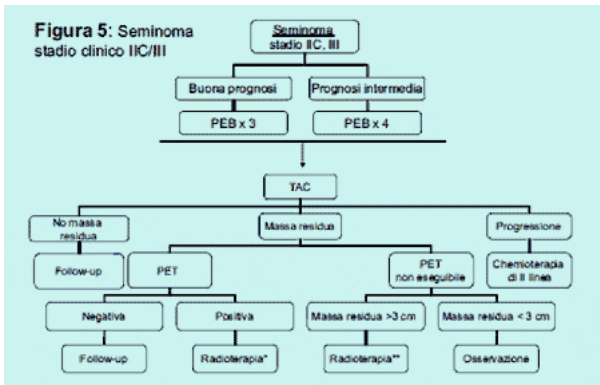 Figura 5: Seminoma
stadio clinico IIC/III
Seminoma
stadio IIC, III
Buona prognosi
Prognosi intermedia
PEB x 3
PEB x 4
TAC
No massa
residua
Massa residua
Progressione
Follow-up
PET
PET
non eseguibile
Chemioterapia
di II linea
Negativa
Positiva
Massa residua >3 cm
Massa residua <3 cm
Follow-up
Radioterapia*
Radioterapia**
Osservazione